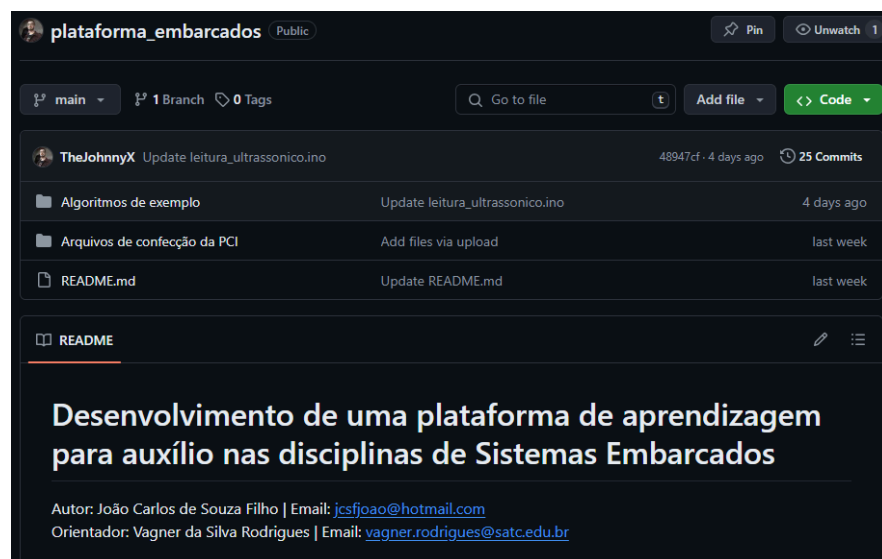 plataforma_embarcados Public Pin Unwatch 1
main 1 Branch 0 Tags Go to file t Add file <> Code
TheJohnnyX Update leitura_ultrassonico.ino 48947cf · 4 days ago 25 Commits
Algoritmos de exemplo Update leitura_ultrassonico.ino 4 days ago
Arquivos de confecção da PCI Add files via upload last week
README.md Update README.md last week
README
Desenvolvimento de uma plataforma de aprendizagem
para auxílio nas disciplinas de Sistemas Embarcados
Autor: João Carlos de Souza Filho | Email: jcsfjoao@hotmail.com
Orientador: Vagner da Silva Rodrigues | Email: vagner.rodrigues@satc.edu.br